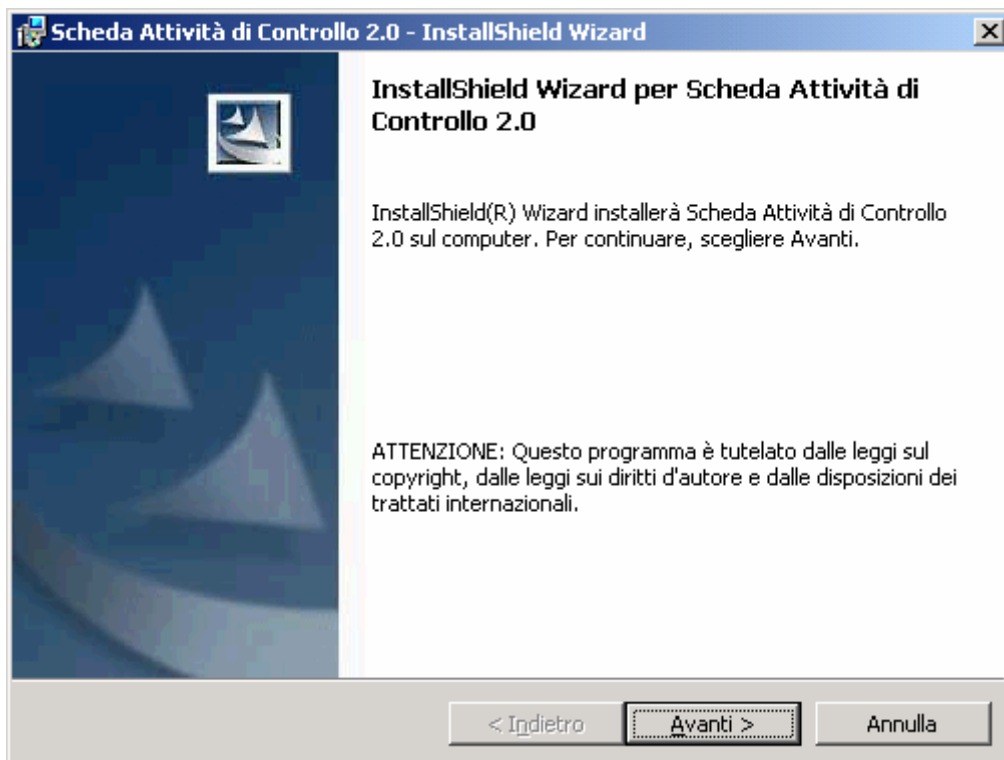 Scheda Attività di Controllo 2.0 - InstallShield Wizard
InstallShield Wizard per Scheda Attività di
Controllo 2.0
InstallShield(R) Wizard installerà Scheda Attività di Controllo
2.0 sul computer. Per continuare, scegliere Avanti.
ATTENZIONE: Questo programma è tutelato dalle leggi sul
copyright, dalle leggi sui diritti d'autore e dalle disposizioni dei
trattati internazionali.
< Indietro Avanti > Annulla